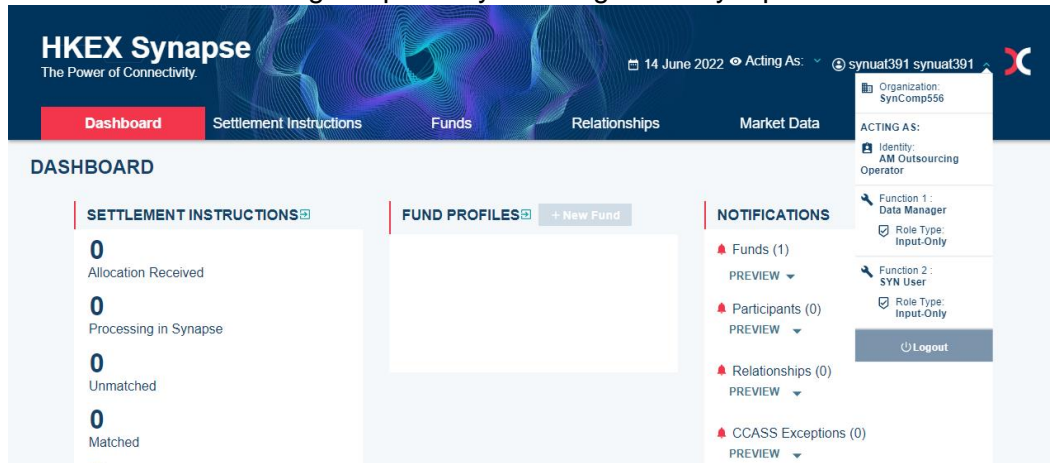 HKEX Synapse
The Power of Connectivity.
14 June 2022 Acting As: synuat391 synuat391
Dashboard Settlement Instructions Funds Relationships Market Data
Organization:
SynComp556
ACTING AS:
Identity:
AM Outsourcing
Operator
Function 1 :
Data Manager
Role Type:
Input-Only
Function 2 :
SYN User
Role Type:
Input-Only
Logout
DASHBOARD
SETTLEMENT INSTRUCTIONS
0
Allocation Received
0
Processing in Synapse
0
Unmatched
0
Matched
FUND PROFILES + New Fund
NOTIFICATIONS
Funds (1)
PREVIEW
Participants (0)
PREVIEW
Relationships (0)
PREVIEW
CCASS Exceptions (0)
PREVIEW